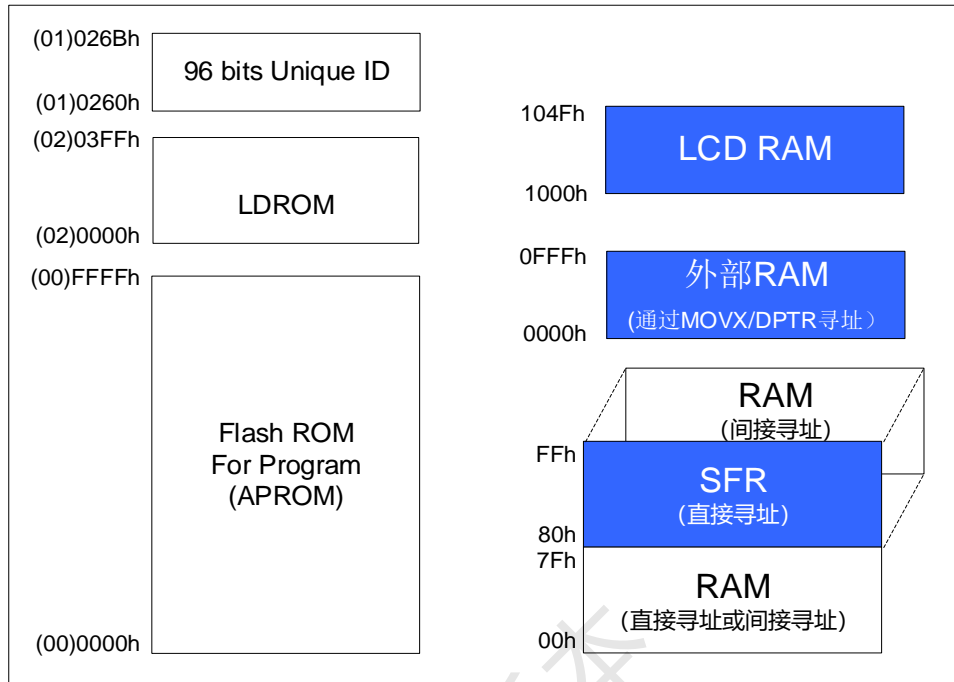 (01)026Bh
96 bits Unique ID
(01)0260h
(02)03FFh
LDROM
(02)0000h
(00)FFFFh
Flash ROM
For Program
(APROM)
(00)0000h
104Fh
LCD RAM
1000h
0FFFh
外部RAM
(通过MOVX/DPTR寻址）
0000h
RAM
(间接寻址)
FFh
SFR
(直接寻址)
80h
7Fh
RAM
(直接寻址或间接寻址)
00h
本